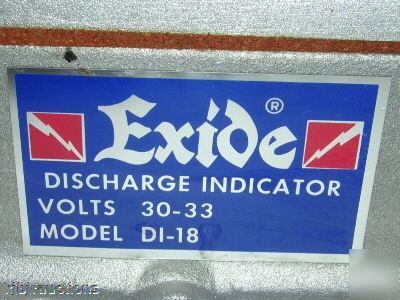 Exide®
DISCHARGE INDICATOR
VOLTS 30-33
MODEL DI-18